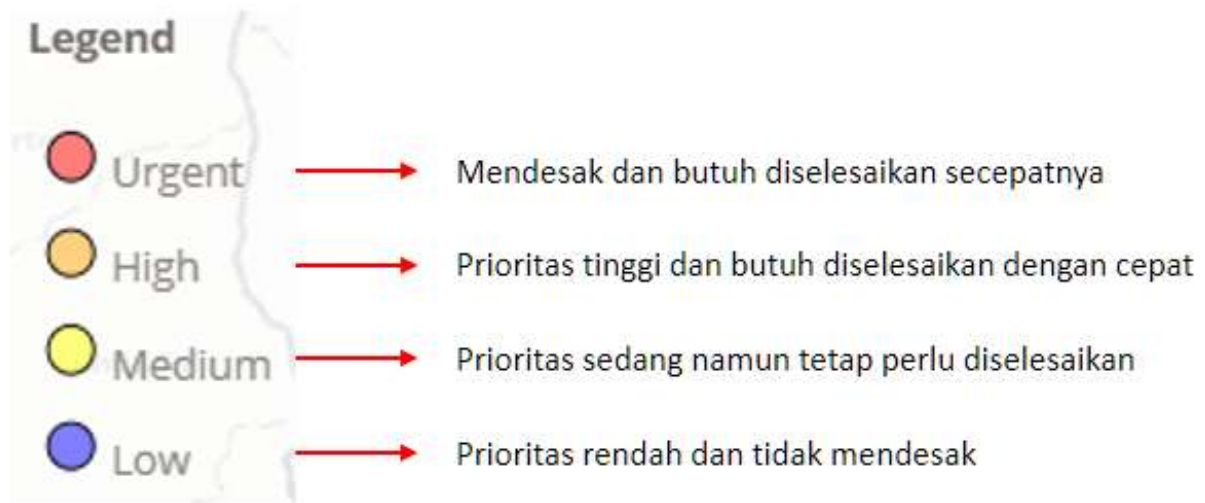 Legend
Urgent Mendesak dan butuh diselesaikan secepatnya
High Prioritas tinggi dan butuh diselesaikan dengan cepat
Medium Prioritas sedang namun tetap perlu diselesaikan
Low Prioritas rendah dan tidak mendesak